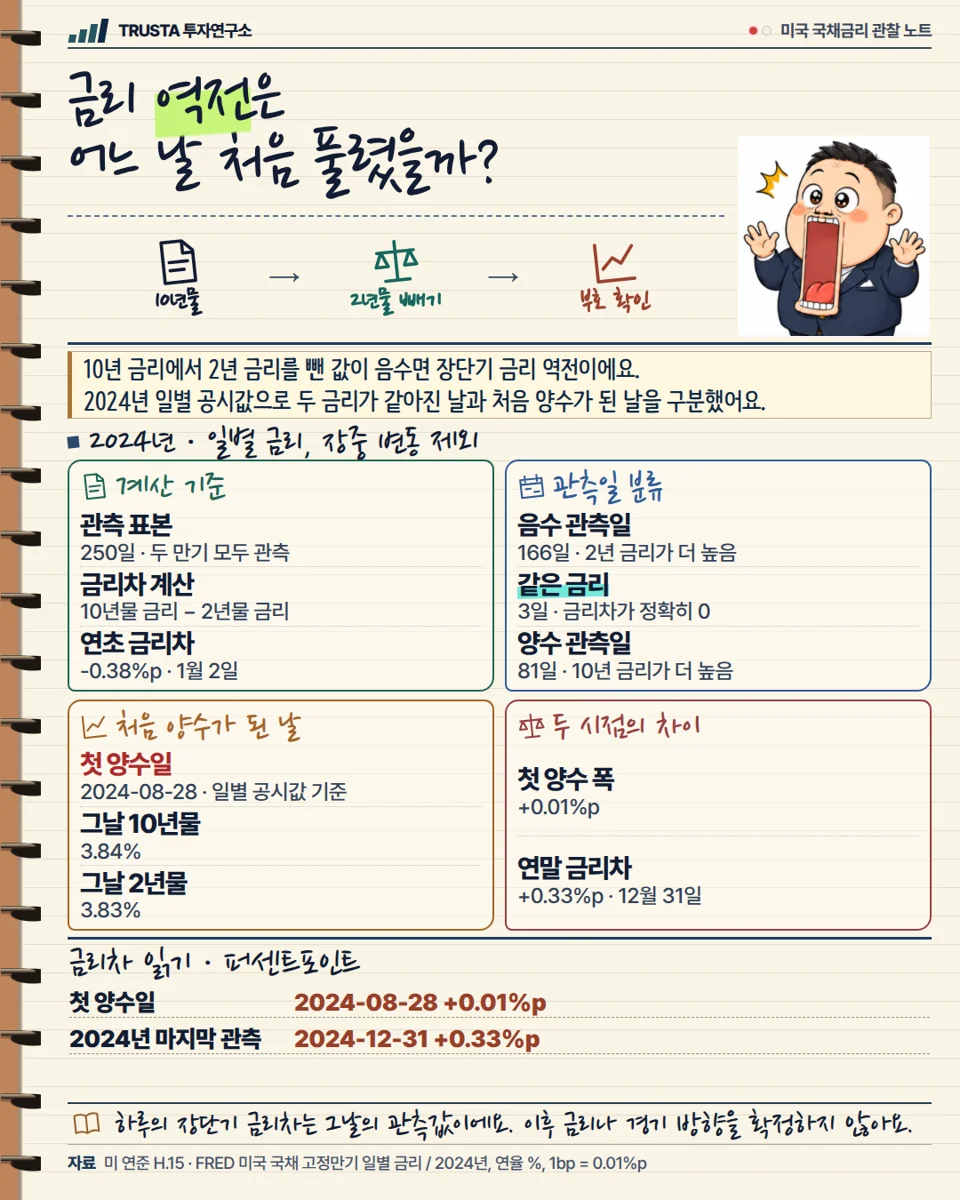 TRUSTA 투자연구소
미국 국채금리 관찰 노트
금리 역전은
어느 날 처음 풀렸을까?
10년물 → 2년물 빼기 → 부호 확인
10년 금리에서 2년 금리를 뺀 값이 음수면 장단기 금리 역전이에요.
2024년 일별 공시값으로 두 금리가 같아진 날과 처음 양수가 된 날을 구분했어요.
2024년 · 일별 금리, 장중 변동 제외
계산 기준
관측 표본
250일 · 두 만기 모두 관측
금리차 계산
10년물 금리 − 2년물 금리
연초 금리차
-0.38%p · 1월 2일
관측일 분류
음수 관측일
166일 · 2년 금리가 더 높음
같은 금리
3일 · 금리차가 정확히 0
양수 관측일
81일 · 10년 금리가 더 높음
처음 양수가 된 날
첫 양수일
2024-08-28 · 일별 공시값 기준
그날 10년물
3.84%
그날 2년물
3.83%
두 시점의 차이
첫 양수 폭
+0.01%p
연말 금리차
+0.33%p · 12월 31일
금리차 읽기 · 퍼센트포인트
첫 양수일 2024-08-28 +0.01%p
2024년 마지막 관측 2024-12-31 +0.33%p
하루의 장단기 금리차는 그날의 관측값이에요. 이후 금리나 경기 방향을 확정하지 않아요.
자료 미 연준 H.15 · FRED 미국 국채 고정만기 일별 금리 / 2024년, 연율 %, 1bp = 0.01%p